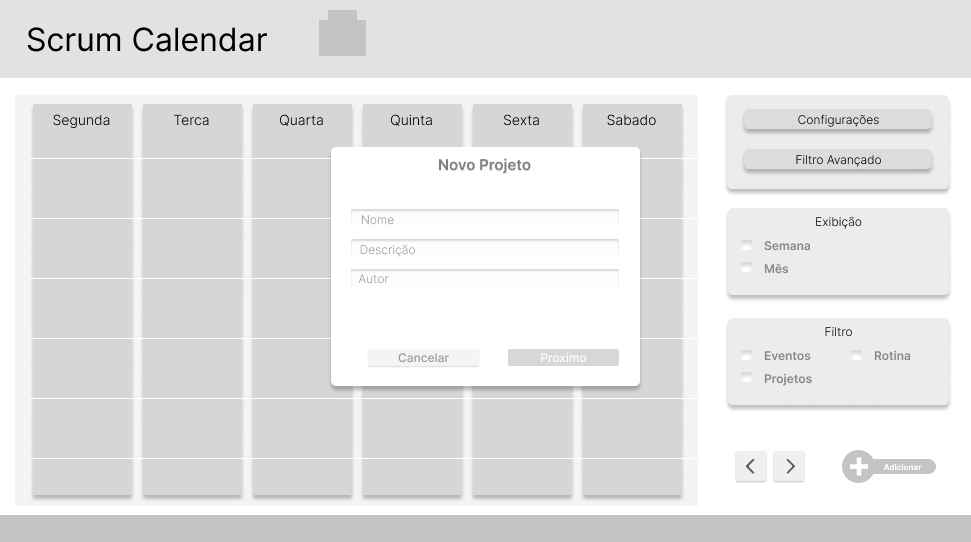 Scrum Calendar
Segunda Terca Quarta Quinta Sexta Sabado
Novo Projeto
Nome
Descrição
Autor
Cancelar Proximo
Configurações
Filtro Avançado
Exibição
Semana
Mês
Filtro
Eventos Rotina
Projetos
Adicionar